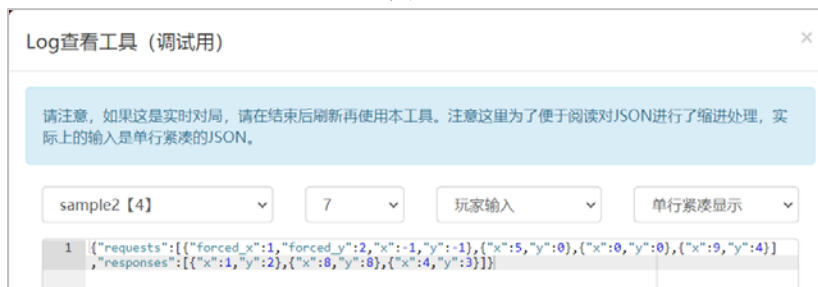 Log查看工具（调试用）
×
请注意，如果这是实时对局，请在结束后刷新再使用本工具。注意这里为了便于阅读对JSON进行了缩进处理，实
际上的输入是单行紧凑的JSON。
sample2【4】 7 玩家输入 单行紧凑显示
1 {"requests":[{"forced_x":1,"forced_y":2,"x":-1,"y":-1},{"x":5,"y":0},{"x":0,"y":0},{"x":9,"y":4}]
,"responses":[{"x":1,"y":2},{"x":8,"y":8},{"x":4,"y":3}]}